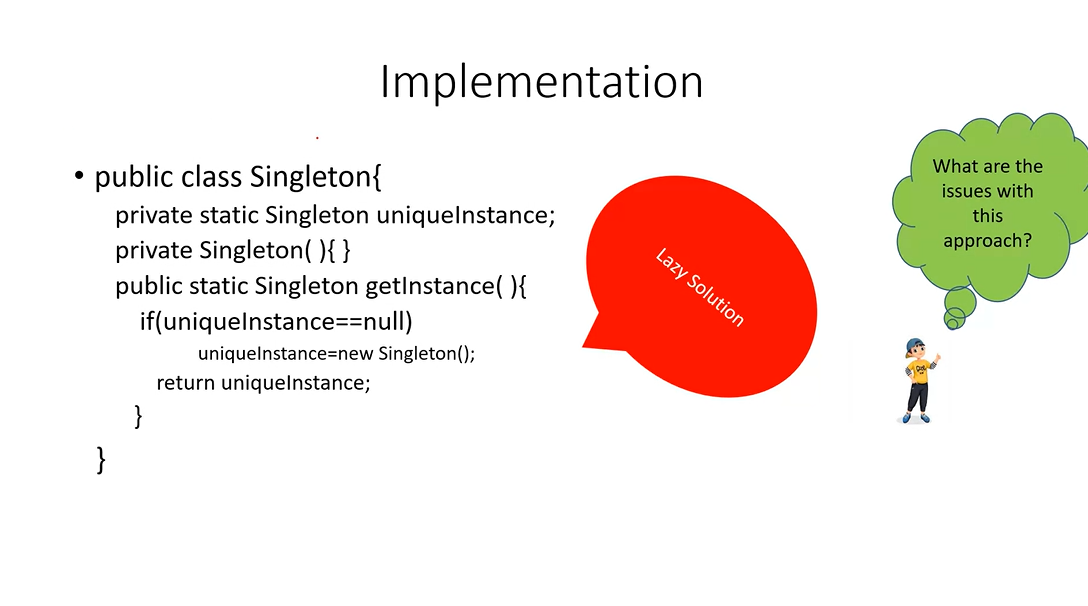 Implementation
• public class Singleton{
private static Singleton uniqueInstance;
private Singleton( ){ }
public static Singleton getInstance( ){
if(uniqueInstance==null)
uniqueInstance=new Singleton();
return uniqueInstance;
}
}
Lazy Solution
What are the
issues with
this
approach?